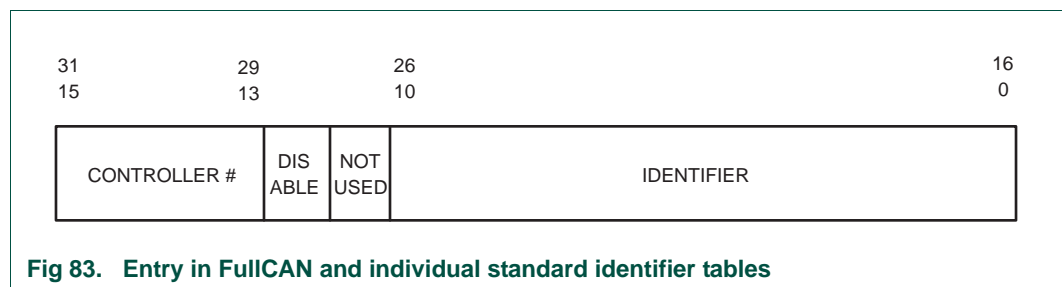 31 29 26 16
15 13 10 0
CONTROLLER # DIS ABLE NOT USED IDENTIFIER
Fig 83. Entry in FullCAN and individual standard identifier tables